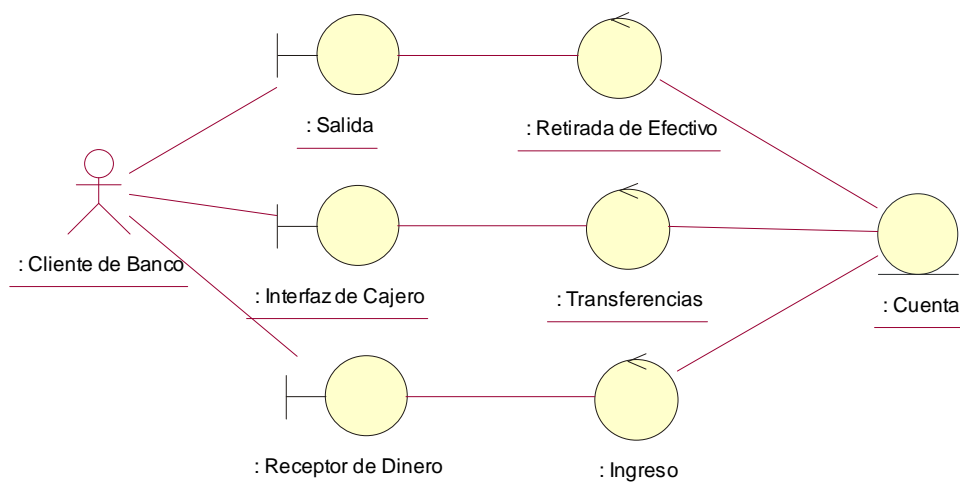 : Salida
: Retirada de Efectivo
: Cliente de Banco
: Interfaz de Cajero
: Transferencias
: Cuenta
: Receptor de Dinero
: Ingreso